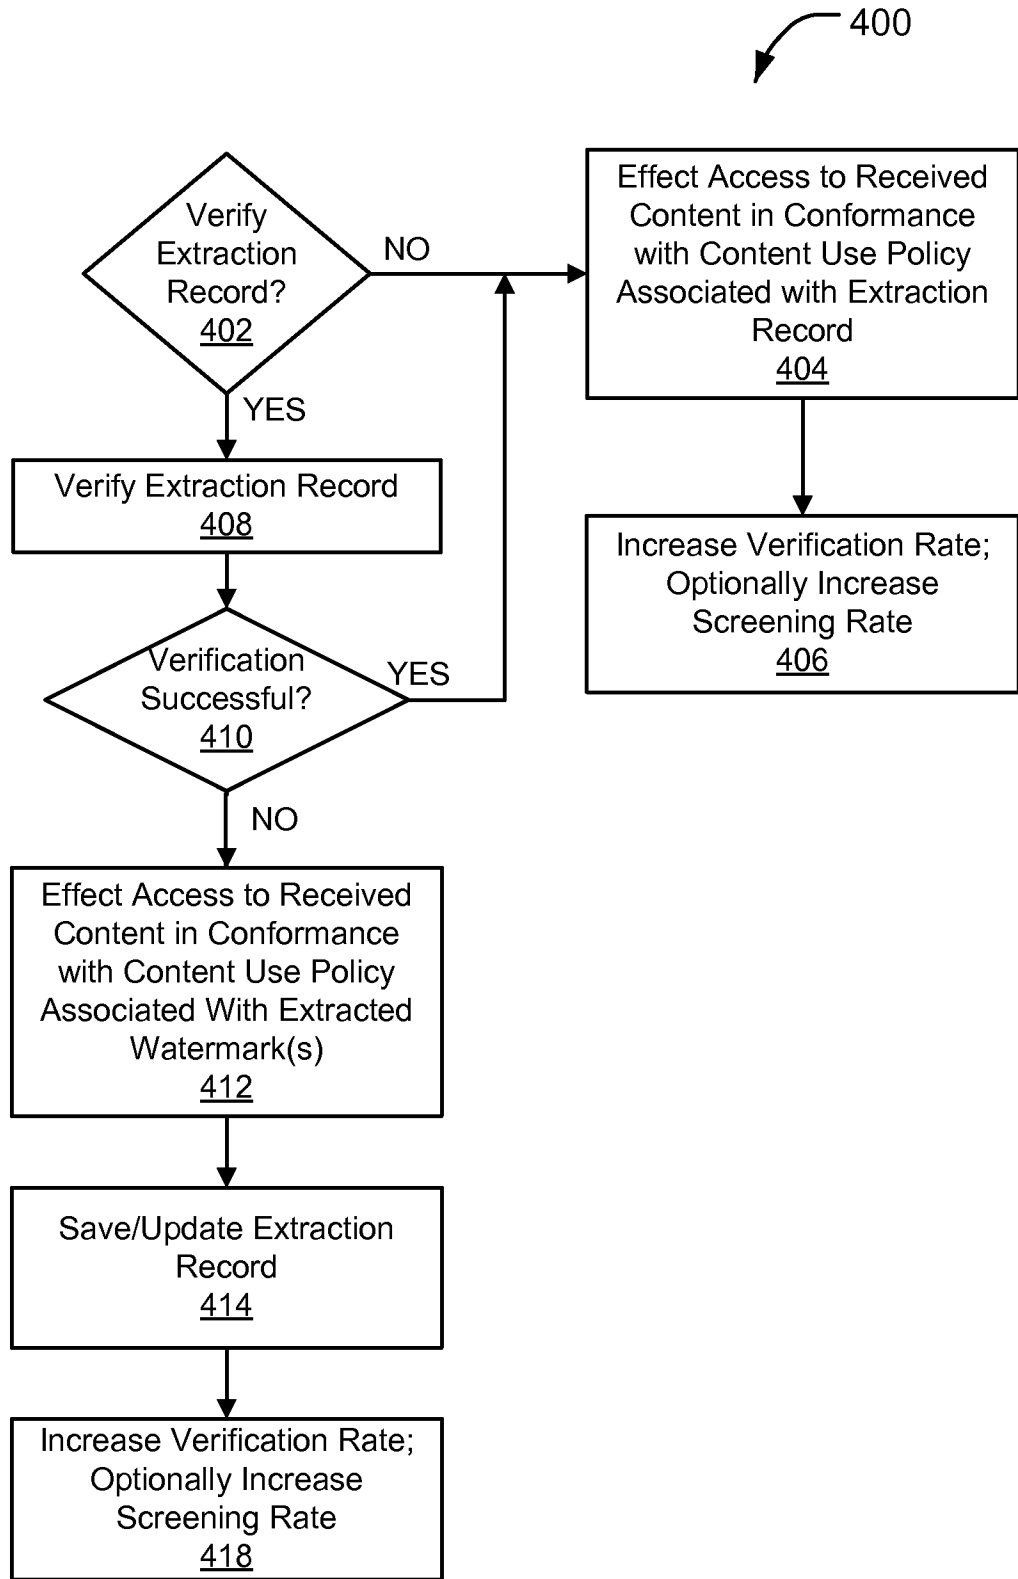 400
Verify
Extraction
Record?
402
NO
YES
Effect Access to Received
Content in Conformance
with Content Use Policy
Associated with Extraction
Record
404
Increase Verification Rate;
Optionally Increase
Screening Rate
406
Verify Extraction Record
408
Verification
Successful?
410
YES
NO
Effect Access to Received
Content in Conformance
with Content Use Policy
Associated With Extracted
Watermark(s)
412
Save/Update Extraction
Record
414
Increase Verification Rate;
Optionally Increase
Screening Rate
418